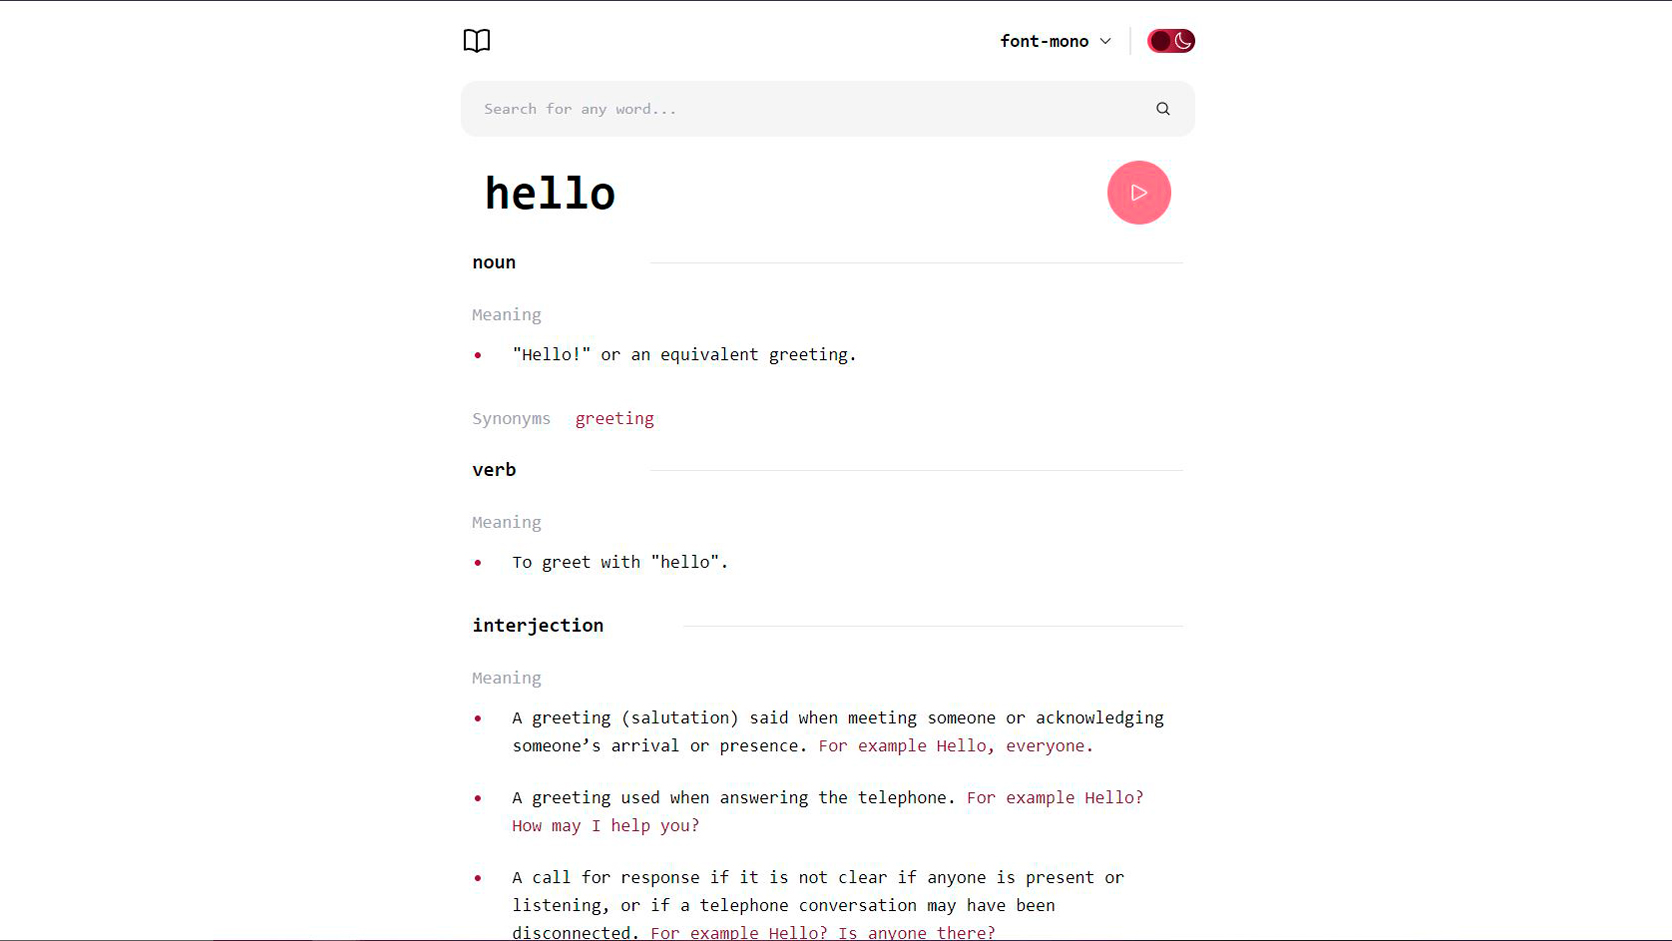 font-mono
Search for any word...
hello
noun
Meaning
"Hello!" or an equivalent greeting.
Synonyms greeting
verb
Meaning
To greet with "hello".
interjection
Meaning
A greeting (salutation) said when meeting someone or acknowledging
someone’s arrival or presence. For example Hello, everyone.
A greeting used when answering the telephone. For example Hello?
How may I help you?
A call for response if it is not clear if anyone is present or
listening, or if a telephone conversation may have been
disconnected. For example Hello? Is anyone there?